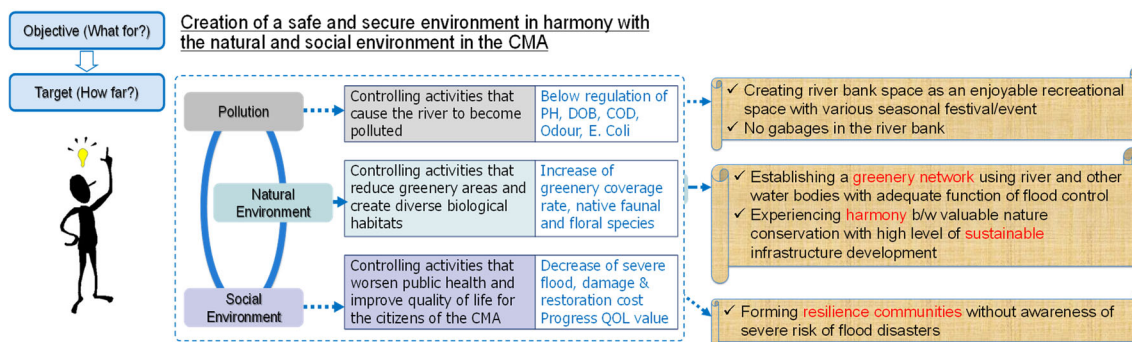 Objective (What for?)
Creation of a safe and secure environment in harmony with
the natural and social environment in the CMA
Target (How far?)
Pollution
Controlling activities that
cause the river to become
polluted
Below regulation of
PH, DOB, COD,
Odour, E. Coli
✓ Creating river bank space as an enjoyable recreational
space with various seasonal festival/event
✓ No gabages in the river bank
Natural
Environment
Controlling activities that
reduce greenery areas and
create diverse biological
habitats
Increase of
greenery coverage
rate, native faunal
and floral species
✓ Establishing a greenery network using river and other
water bodies with adequate function of flood control
✓ Experiencing harmony b/w valuable nature
conservation with high level of sustainable
infrastructure development
Social
Environment
Controlling activities that
worsen public health and
improve quality of life for
the citizens of the CMA
Decrease of severe
flood, damage &
restoration cost
Progress QOL value
✓ Forming resilience communities without awareness of
severe risk of flood disasters